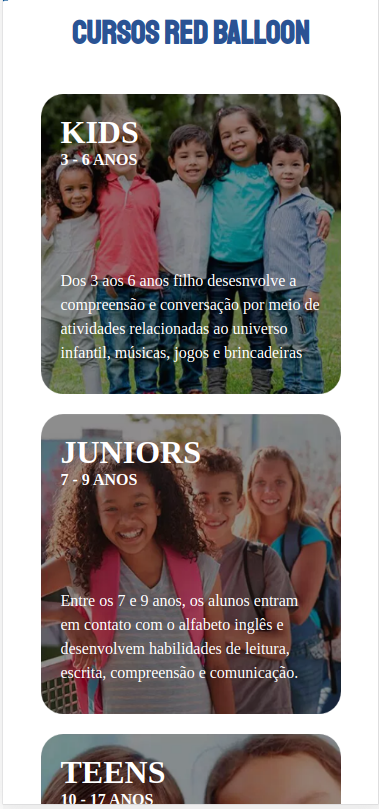 CURSOS RED BALLOON
KIDS
3 - 6 ANOS
Dos 3 aos 6 anos filho desesnvolve a
compreensão e conversação por meio de
atividades relacionadas ao universo
infantil, músicas, jogos e brincadeiras
JUNIORS
7 - 9 ANOS
Entre os 7 e 9 anos, os alunos entram
em contato com o alfabeto inglês e
desenvolvem habilidades de leitura,
escrita, compreensão e comunicação.
TEENS
10 - 17 ANOS